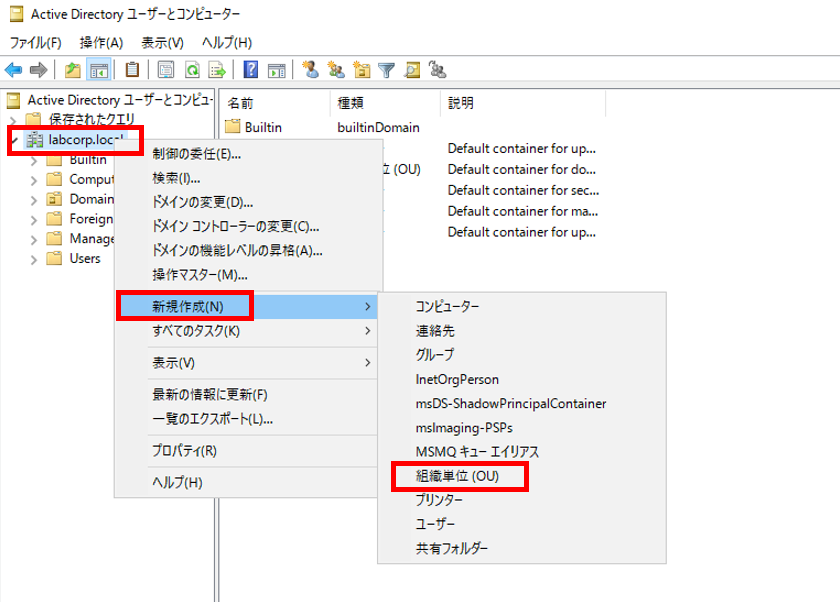 Active Directory ユーザーとコンピューター
ファイル(F) 操作(A) 表示(V) ヘルプ(H)
Active Directory ユーザーとコンピュ
保存されたクエリ
labcorp.local
Builtin
Comput
Domain
Foreign
Manage
Users
名前 種類 説明
Builtin builtinDomain
Default container for up...
(OU) Default container for do...
Default container for sec...
Default container for ma...
Default container for up...
制御の委任(E)...
検索(I)...
ドメインの変更(D)...
ドメイン コントローラーの変更(C)...
ドメインの機能レベルの昇格(A)...
操作マスター(M)...
新規作成(N)
すべてのタスク(K)
表示(V)
最新の情報に更新(F)
一覧のエクスポート(L)...
プロパティ(R)
ヘルプ(H)
コンピューター
連絡先
グループ
InetOrgPerson
msDS-ShadowPrincipalContainer
msImaging-PSPs
MSMQ キュー エイリアス
組織単位 (OU)
プリンター
ユーザー
共有フォルダー